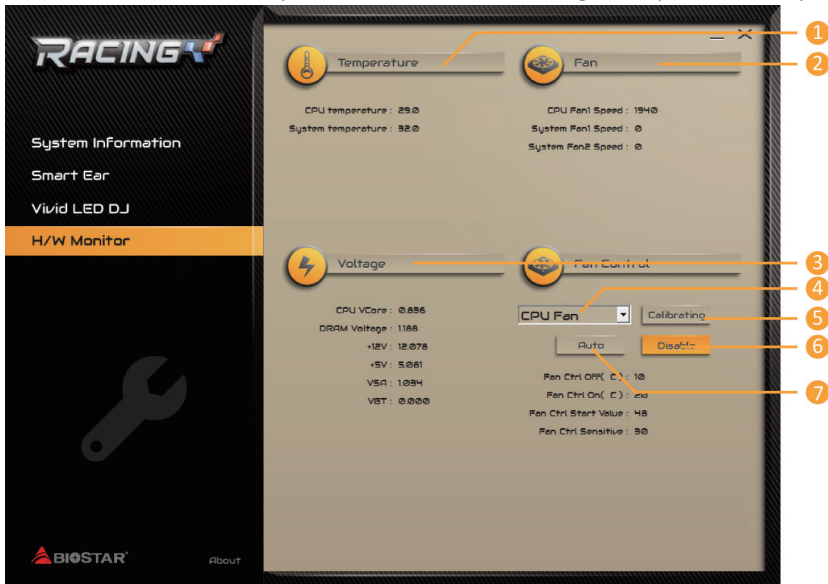 RACING
System Information
Smart Ear
Vivid LED DJ
H/W Monitor
BIOSTAR
About
Temperature
CPU temperature : 29.0
System temperature : 32.0
Fan
CPU Fan1 Speed : 1940
System Fan1 Speed : 0
System Fan2 Speed : 0
Voltage
CPU VCore : 0.896
DRAM Voltage : 1.188
+12V : 12.078
+5V : 5.081
VSA : 1.094
VGT : 0.000
Fan Control
CPU Fan
Calibrating
Auto
Disable
Fan Ctrl Off( C ) : 10
Fan Ctrl On( C ) : 20
Fan Ctrl Start Value : 48
Fan Ctrl Sensitive : 30
1
2
3
4
5
6
7